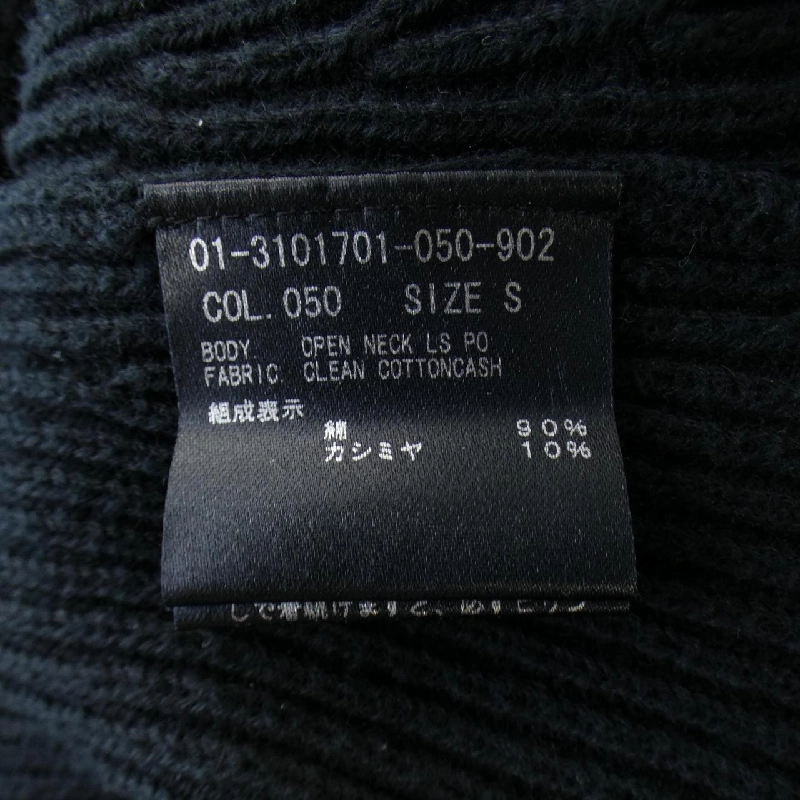 01-3101701-050-902
COL. 050 SIZE S
BODY. OPEN NECK LS PO
FABRIC. CLEAN COTTONCASH
組成表示
綿 90%
カシミヤ 10%